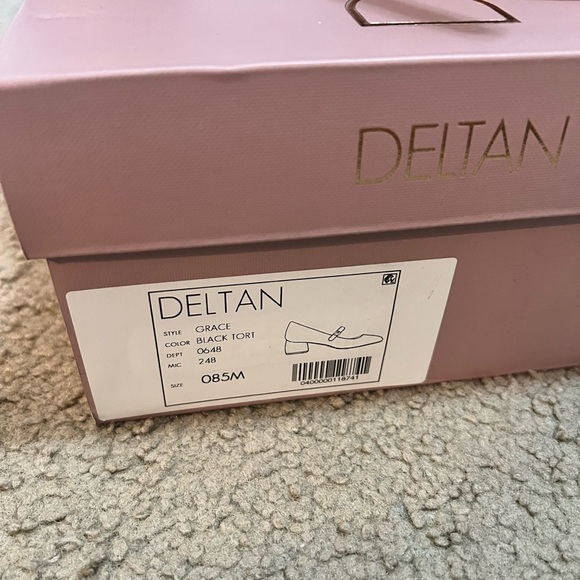 DELTAN
DELTAN
STYLE GRACE
COLOR BLACK TORT
DEPT 0648
MIC 248
SIZE 085M
0400000118741